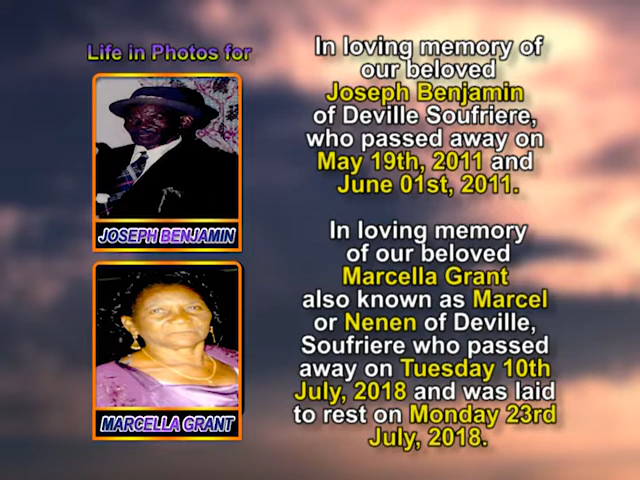 Life in Photos for
JOSEPH BENJAMIN
MARCELLA GRANT
In loving memory of
our beloved
Joseph Benjamin
of Deville Soufriere,
who passed away on
May 19th, 2011 and
June 01st, 2011.
In loving memory
of our beloved
Marcella Grant
also known as Marcel
or Nenen of Deville,
Soufriere who passed
away on Tuesday 10th
July, 2018 and was laid
to rest on Monday 23rd
July, 2018.